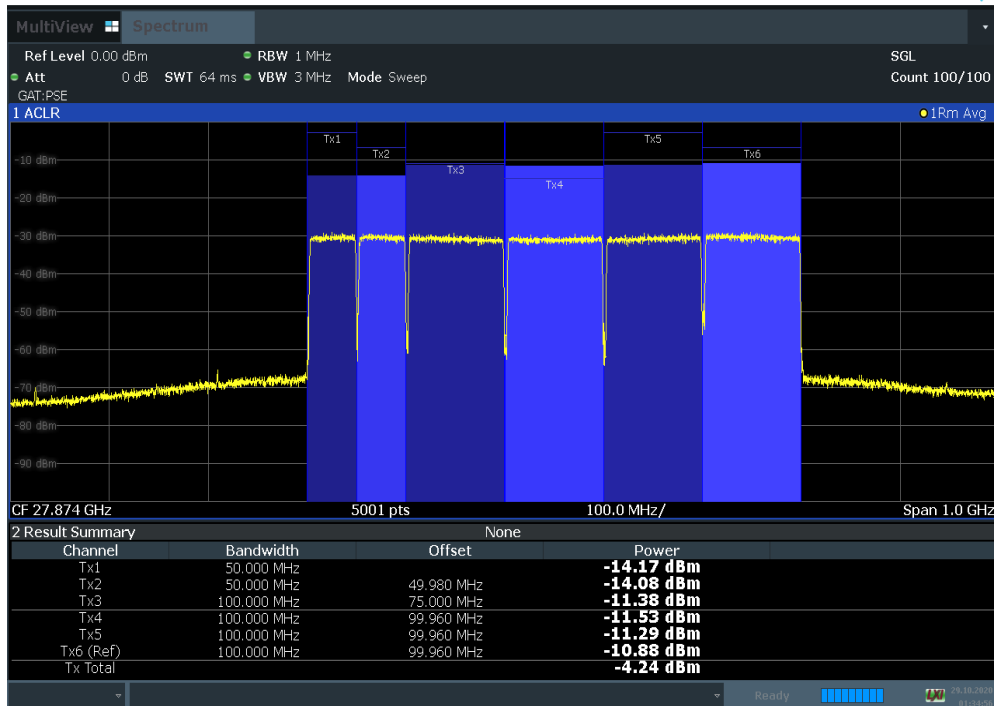 MultiView Spectrum
Ref Level 0.00 dBm RBW 1 MHz SGL
Att 0 dB SWT 64 ms VBW 3 MHz Mode Sweep Count 100/100
GAT:PSE
1 ACLR 1Rm Avg
Tx1 Tx5
Tx2 Tx6
-10 dBm
Tx3
Tx4
-20 dBm
-30 dBm
-40 dBm
-50 dBm
-60 dBm
-70 dBm
-80 dBm
-90 dBm
CF 27.874 GHz 5001 pts 100.0 MHz/ Span 1.0 GHz
2 Result Summary None
Channel Bandwidth Offset Power
Tx1 50.000 MHz -14.17 dBm
Tx2 50.000 MHz 49.980 MHz -14.08 dBm
Tx3 100.000 MHz 75.000 MHz -11.38 dBm
Tx4 100.000 MHz 99.960 MHz -11.53 dBm
Tx5 100.000 MHz 99.960 MHz -11.29 dBm
Tx6 (Ref) 100.000 MHz 99.960 MHz -10.88 dBm
Tx Total -4.24 dBm
Ready LXI 29.10.2020
01:34:56